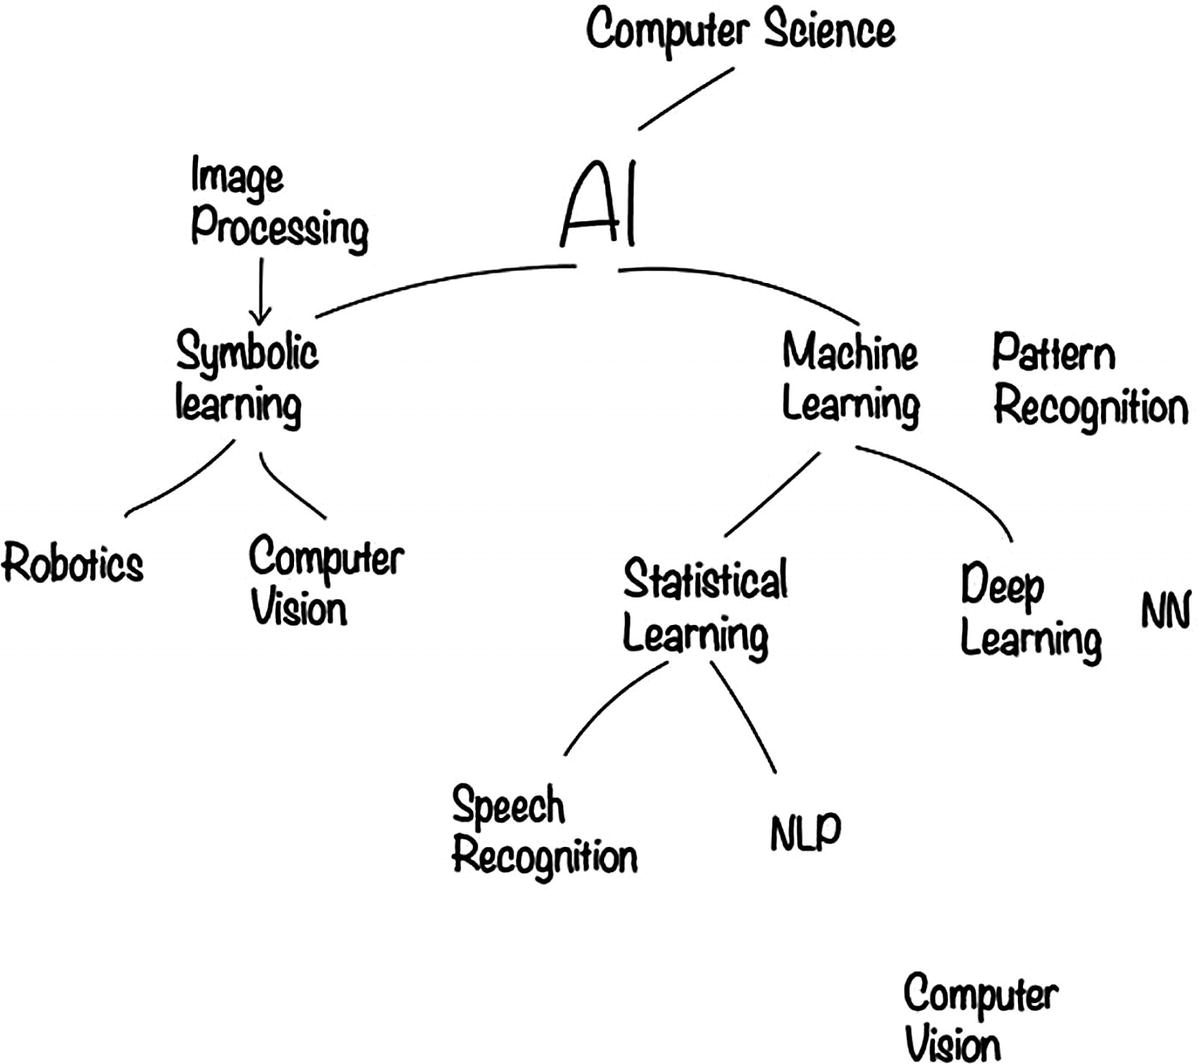 Computer Science
AI
Image
Processing
Symbolic
learning
Machine
Learning
Pattern
Recognition
Robotics
Computer
Vision
Statistical
Learning
Deep
Learning
NN
Speech
Recognition
NLP
Computer
Vision